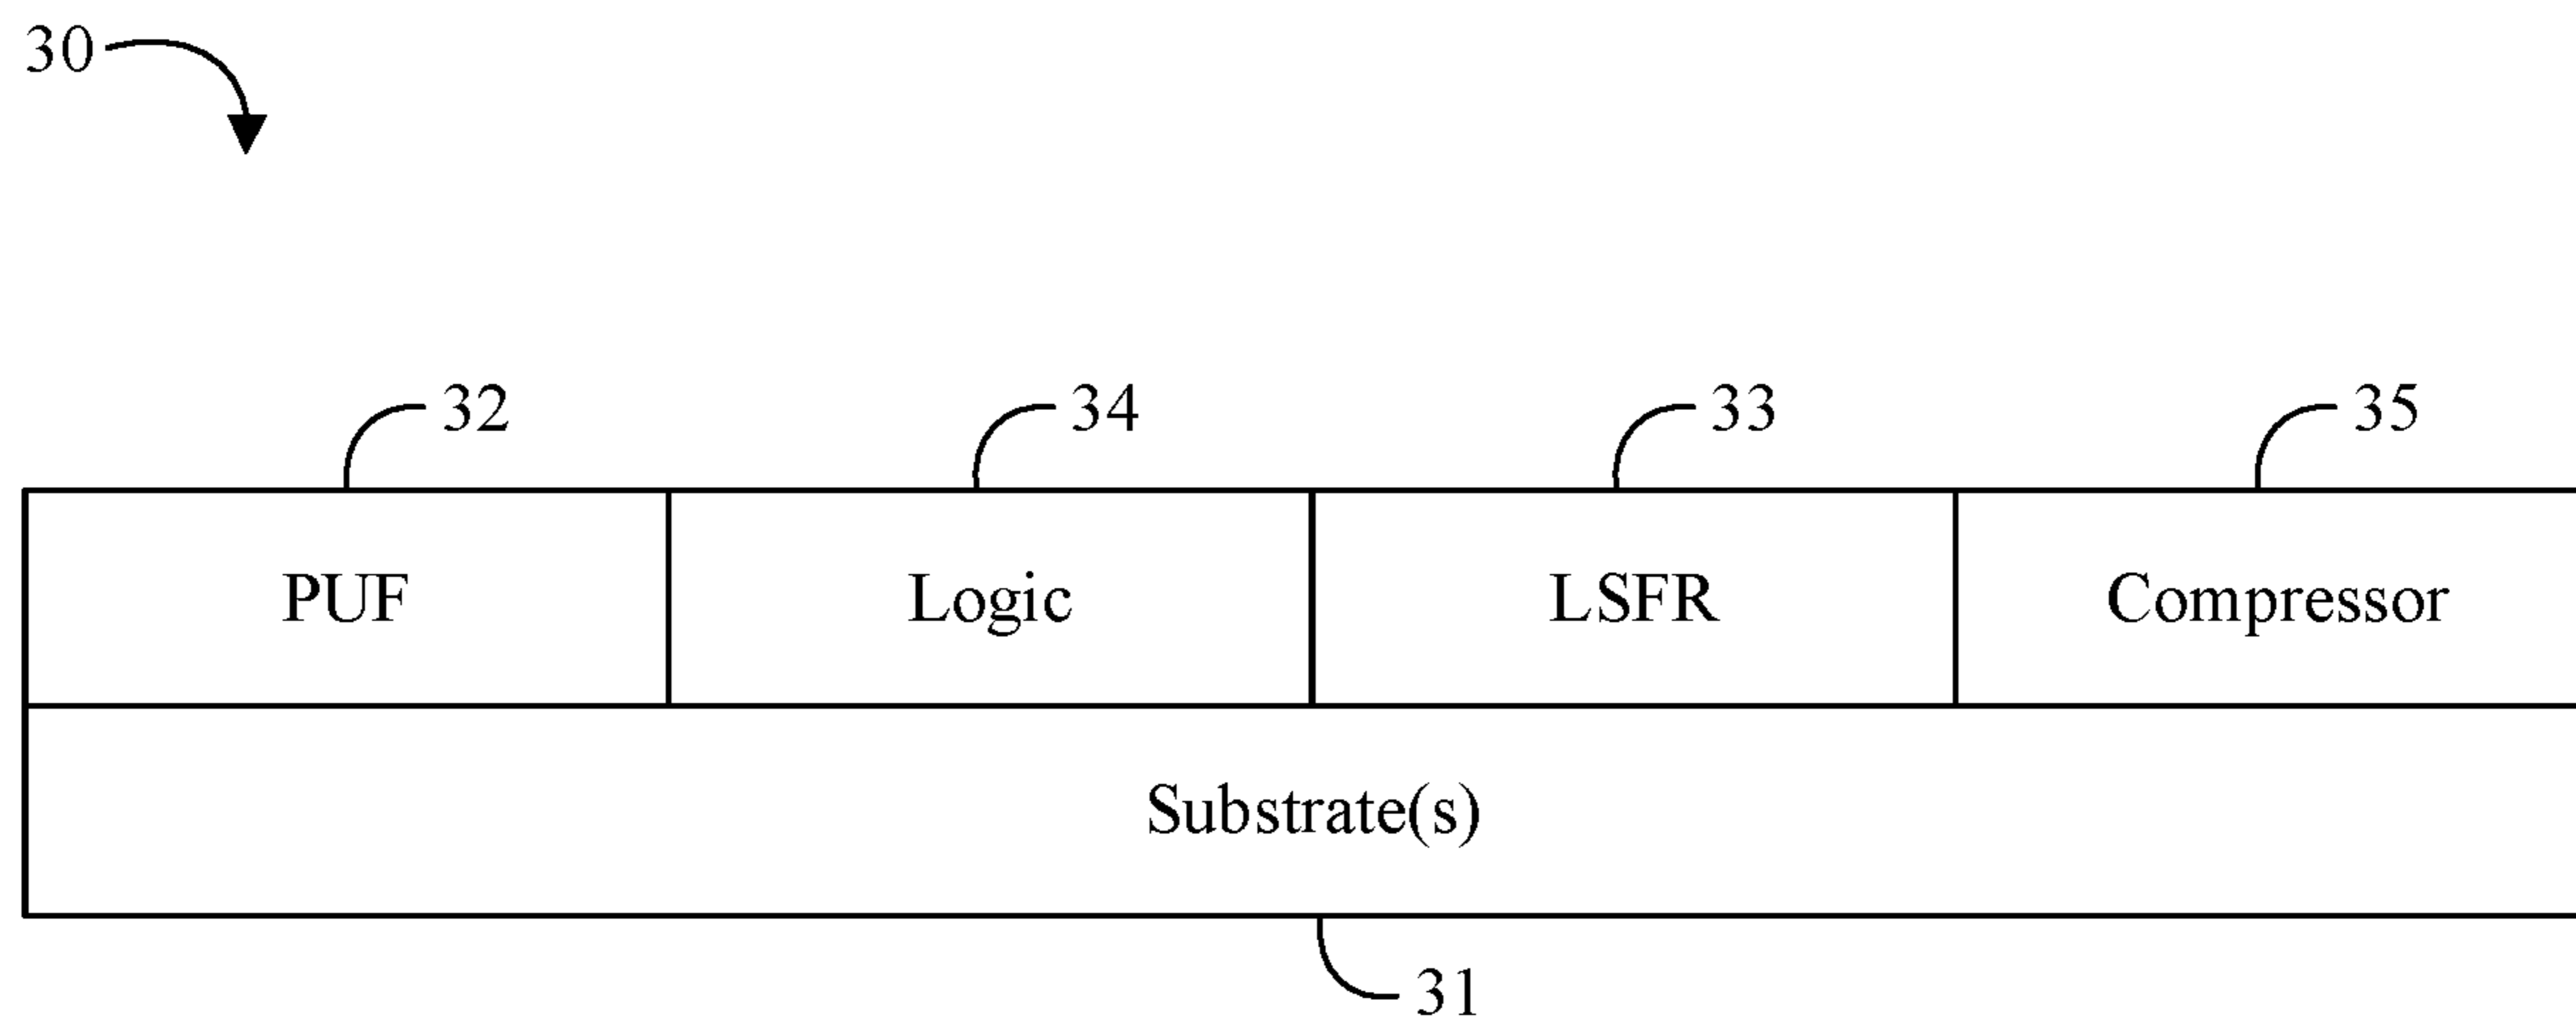 30
32 34 33 35
PUF Logic LSFR Compressor
Substrate(s)
31